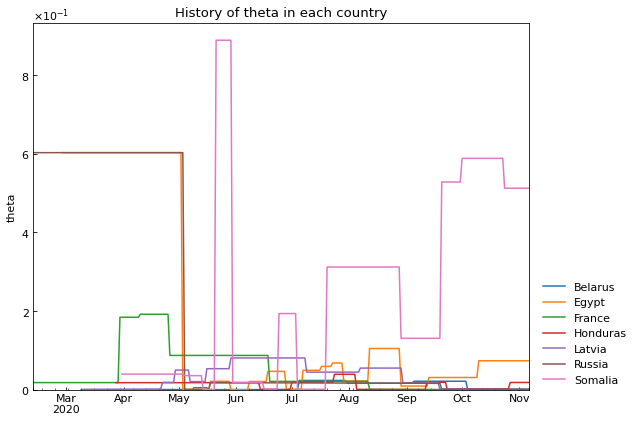 History of theta in each country
×10⁻¹
8
6
4
2
0
theta
Mar Apr May Jun Jul Aug Sep Oct Nov
2020
Belarus
Egypt
France
Honduras
Latvia
Russia
Somalia